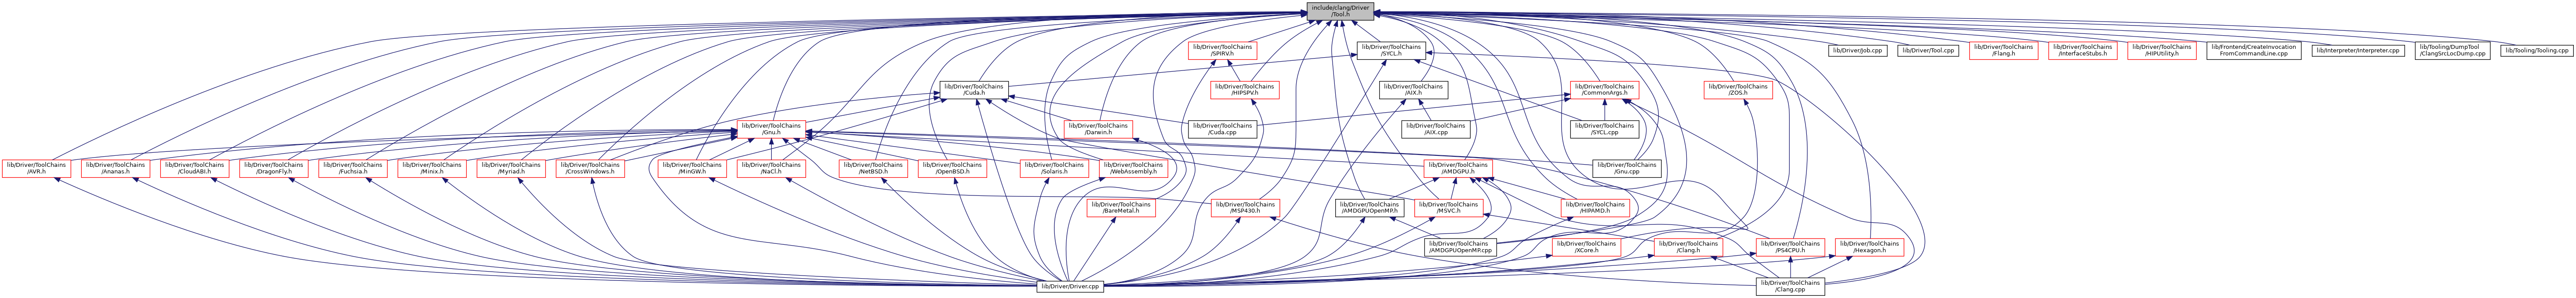 include/clang/Driver
/Tool.h
lib/Driver/ToolChains
/SPIRV.h
lib/Driver/ToolChains
/SYCL.h
lib/Driver/Job.cpp
lib/Driver/Tool.cpp
lib/Driver/ToolChains
/Flang.h
lib/Driver/ToolChains
/InterfaceStubs.h
lib/Driver/ToolChains
/HIPUtility.h
lib/Frontend/CreateInvocation
FromCommandLine.cpp
lib/Interpreter/Interpreter.cpp
lib/Tooling/DumpTool
/ClangSrcLocDump.cpp
lib/Tooling/Tooling.cpp
lib/Driver/ToolChains
/Cuda.h
lib/Driver/ToolChains
/HIPSPV.h
lib/Driver/ToolChains
/AIX.h
lib/Driver/ToolChains
/CommonArgs.h
lib/Driver/ToolChains
/ZOS.h
lib/Driver/ToolChains
/Gnu.h
lib/Driver/ToolChains
/Darwin.h
lib/Driver/ToolChains
/Cuda.cpp
lib/Driver/ToolChains
/AIX.cpp
lib/Driver/ToolChains
/SYCL.cpp
lib/Driver/ToolChains
/AVR.h
lib/Driver/ToolChains
/Ananas.h
lib/Driver/ToolChains
/CloudABI.h
lib/Driver/ToolChains
/DragonFly.h
lib/Driver/ToolChains
/Fuchsia.h
lib/Driver/ToolChains
/Minix.h
lib/Driver/ToolChains
/Myriad.h
lib/Driver/ToolChains
/CrossWindows.h
lib/Driver/ToolChains
/MinGW.h
lib/Driver/ToolChains
/NaCl.h
lib/Driver/ToolChains
/NetBSD.h
lib/Driver/ToolChains
/OpenBSD.h
lib/Driver/ToolChains
/Solaris.h
lib/Driver/ToolChains
/WebAssembly.h
lib/Driver/ToolChains
/AMDGPU.h
lib/Driver/ToolChains
/Gnu.cpp
lib/Driver/ToolChains
/BareMetal.h
lib/Driver/ToolChains
/MSP430.h
lib/Driver/ToolChains
/AMDGPUOpenMP.h
lib/Driver/ToolChains
/MSVC.h
lib/Driver/ToolChains
/HIPAMD.h
lib/Driver/ToolChains
/AMDGPUOpenMP.cpp
lib/Driver/ToolChains
/XCore.h
lib/Driver/ToolChains
/Clang.h
lib/Driver/ToolChains
/PS4CPU.h
lib/Driver/ToolChains
/Hexagon.h
lib/Driver/Driver.cpp
lib/Driver/ToolChains
/Clang.cpp